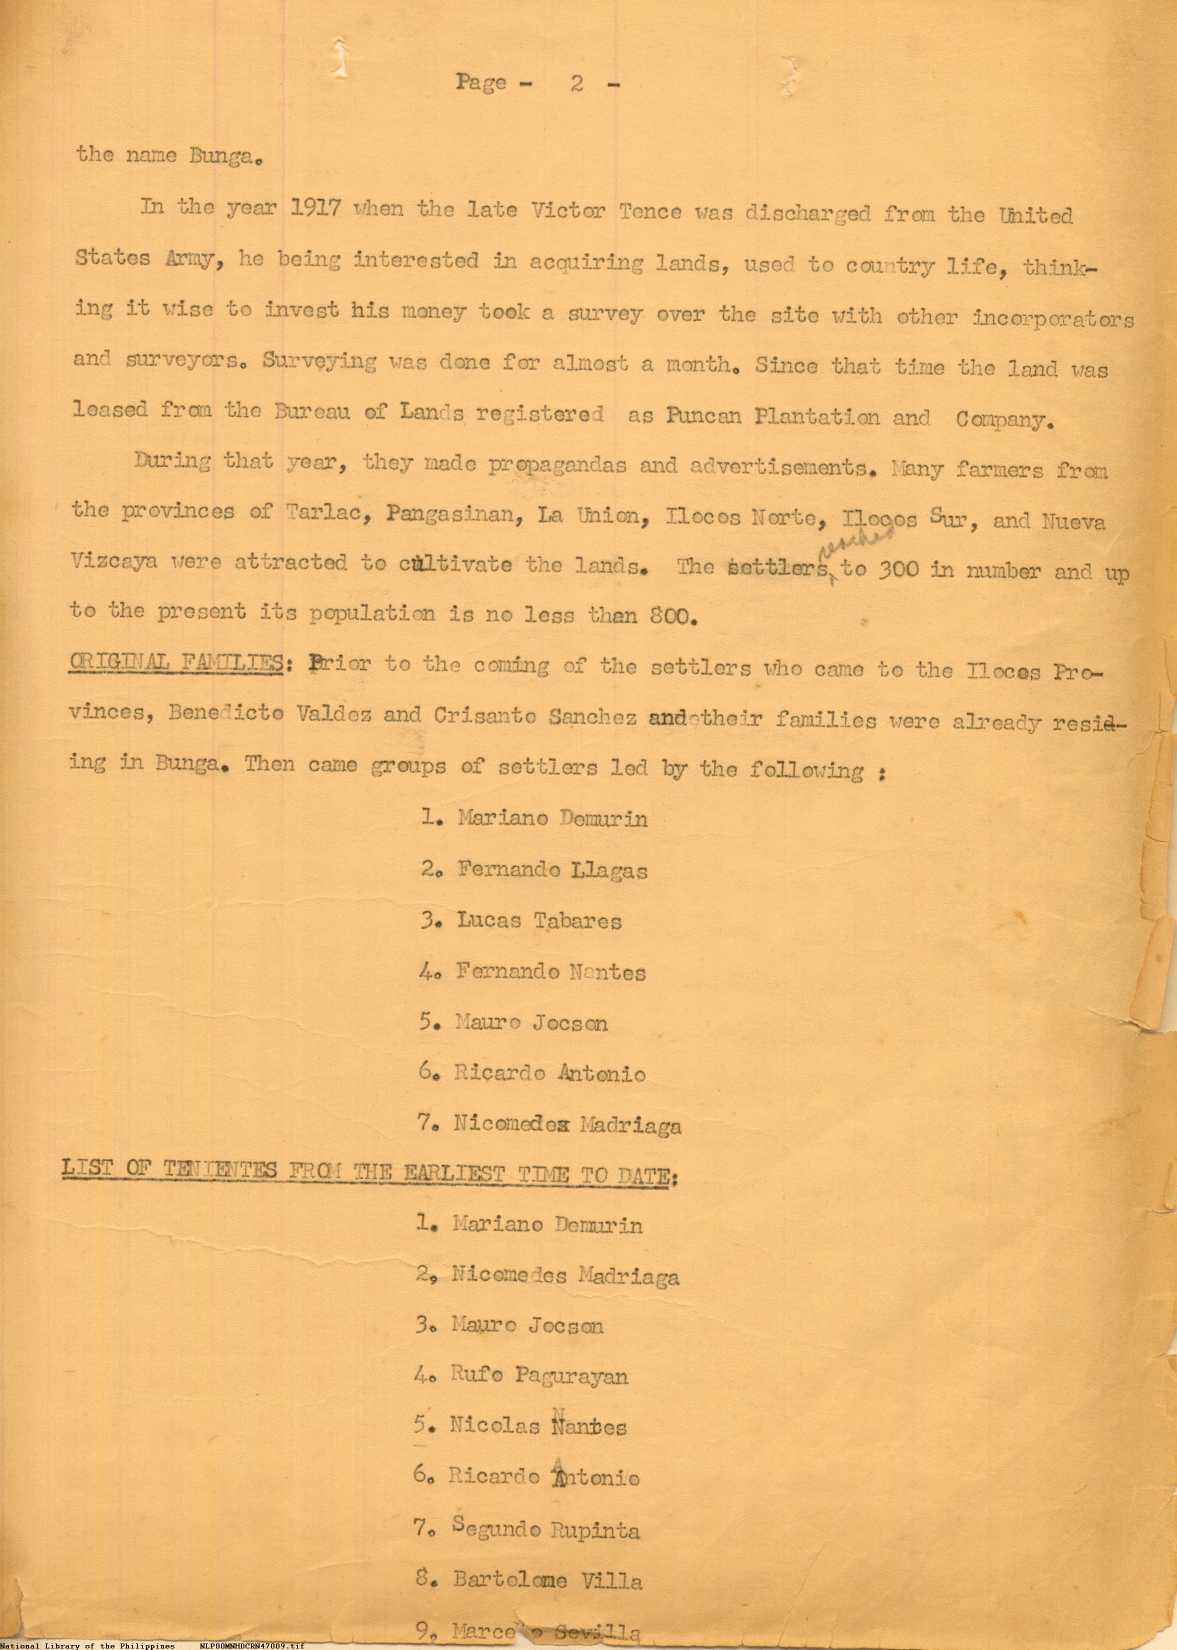 Page - 2 -
the name Bunga.
In the year 1917 when the late Victor Tence was discharged from the United
States Army, he being interested in acquiring lands, used to country life, think-
ing it wise to invest his money took a survey over the site with other incorporators
and surveyors. Surveying was done for almost a month. Since that time the land was
leased from the Bureau of Lands registered as Puncan Plantation and Company.
During that year, they made propagandas and advertisements. Many farmers from
the provinces of Tarlac, Pangasinan, La Union, Ilocos Norte, Ilocos Sur, and Nueva
reached
Vizcaya were attracted to cultivate the lands. The settlers, to 300 in number and up
to the present its population is no less than 800.
ORIGINAL FAMILIES: Prior to the coming of the settlers who came to the Ilocos Pro-
vinces, Benedicto Valdez and Crisanto Sanchez and their families were already resid-
ing in Bunga. Then came groups of settlers led by the following :
1. Mariano Demurin
2. Fernando Llagas
3. Lucas Tabares
4. Fernando Nantes
5. Mauro Jocson
6. Ricardo Antonio
7. Nicomedes Madriaga
LIST OF TENIENTES FROM THE EARLIEST TIME TO DATE:
1. Mariano Demurin
2, Nicomedes Madriaga
3. Mauro Jocson
4. Rufo Pagurayan
5. Nicolas Nantes
6. Ricardo Antonio
7. Segundo Rupinta
8. Bartolome Villa
9. Marcelo Sevilla
National Library of the Philippines NLP00MNHDCRN47009.tif